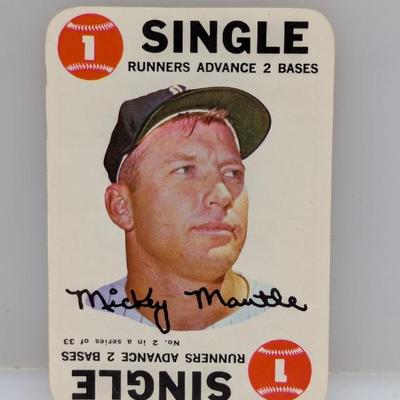 1 SINGLE
RUNNERS ADVANCE 2 BASES
Mickey Mantle
No. 2 in a series of 33
RUNNERS ADVANCE 2 BASES
SINGLE 1